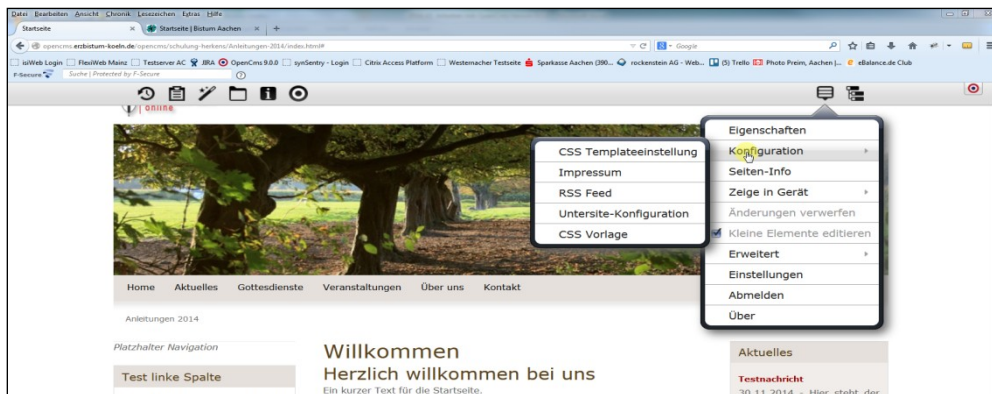 Datei Bearbeiten Ansicht Chronik Lesezeichen Extras Hilfe
Startseite
Startseite | Bistum Aachen
opencms.erzbistum-koeln.de/opencms/schulung-herkens/Anleitungen-2014/index.html#
Google
isiWeb Login FlexiWeb Mainz Testserver AC JIRA OpenCms 9.0.0 synSentry - Login Citrix Access Platform Westernacher Testseite Sparkasse Aachen (390... rockenstein AG - Web... (5) Trello Photo Preim, Aachen |... eBalance.de Club
F-Secure Suche | Protected by F-Secure
online
Eigenschaften
Konfiguration
Seiten-Info
Zeige in Gerät
Änderungen verwerfen
Kleine Elemente editieren
Erweitert
Einstellungen
Abmelden
Über
CSS Templateeinstellung
Impressum
RSS Feed
Untersite-Konfiguration
CSS Vorlage
Home Aktuelles Gottesdienste Veranstaltungen Über uns Kontakt
Anleitungen 2014
Platzhalter Navigation
Test linke Spalte
Willkommen
Herzlich willkommen bei uns
Ein kurzer Text für die Startseite.
Aktuelles
Testnachricht
30.11.2014 - Hier steht der